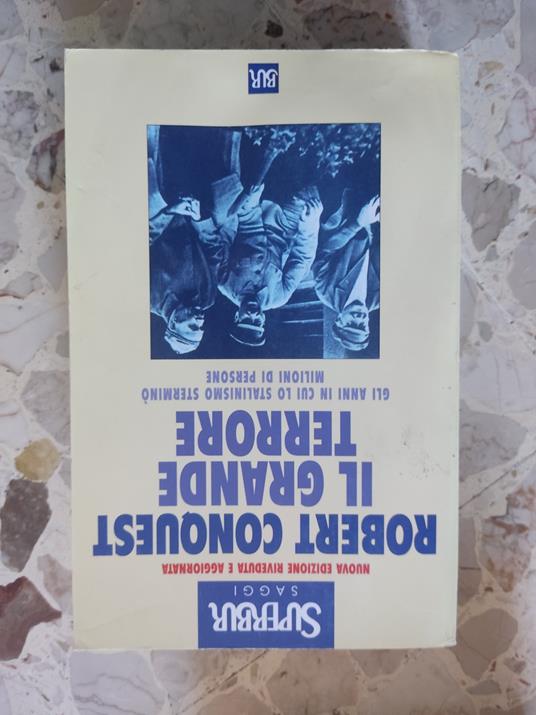 SUPERBUR
SAGGI
NUOVA EDIZIONE RIVEDUTA E AGGIORNATA
ROBERT CONQUEST
IL GRANDE
TERRORE
GLI ANNI IN CUI LO STALINISMO STERMINÒ
MILIONI DI PERSONE
BUR